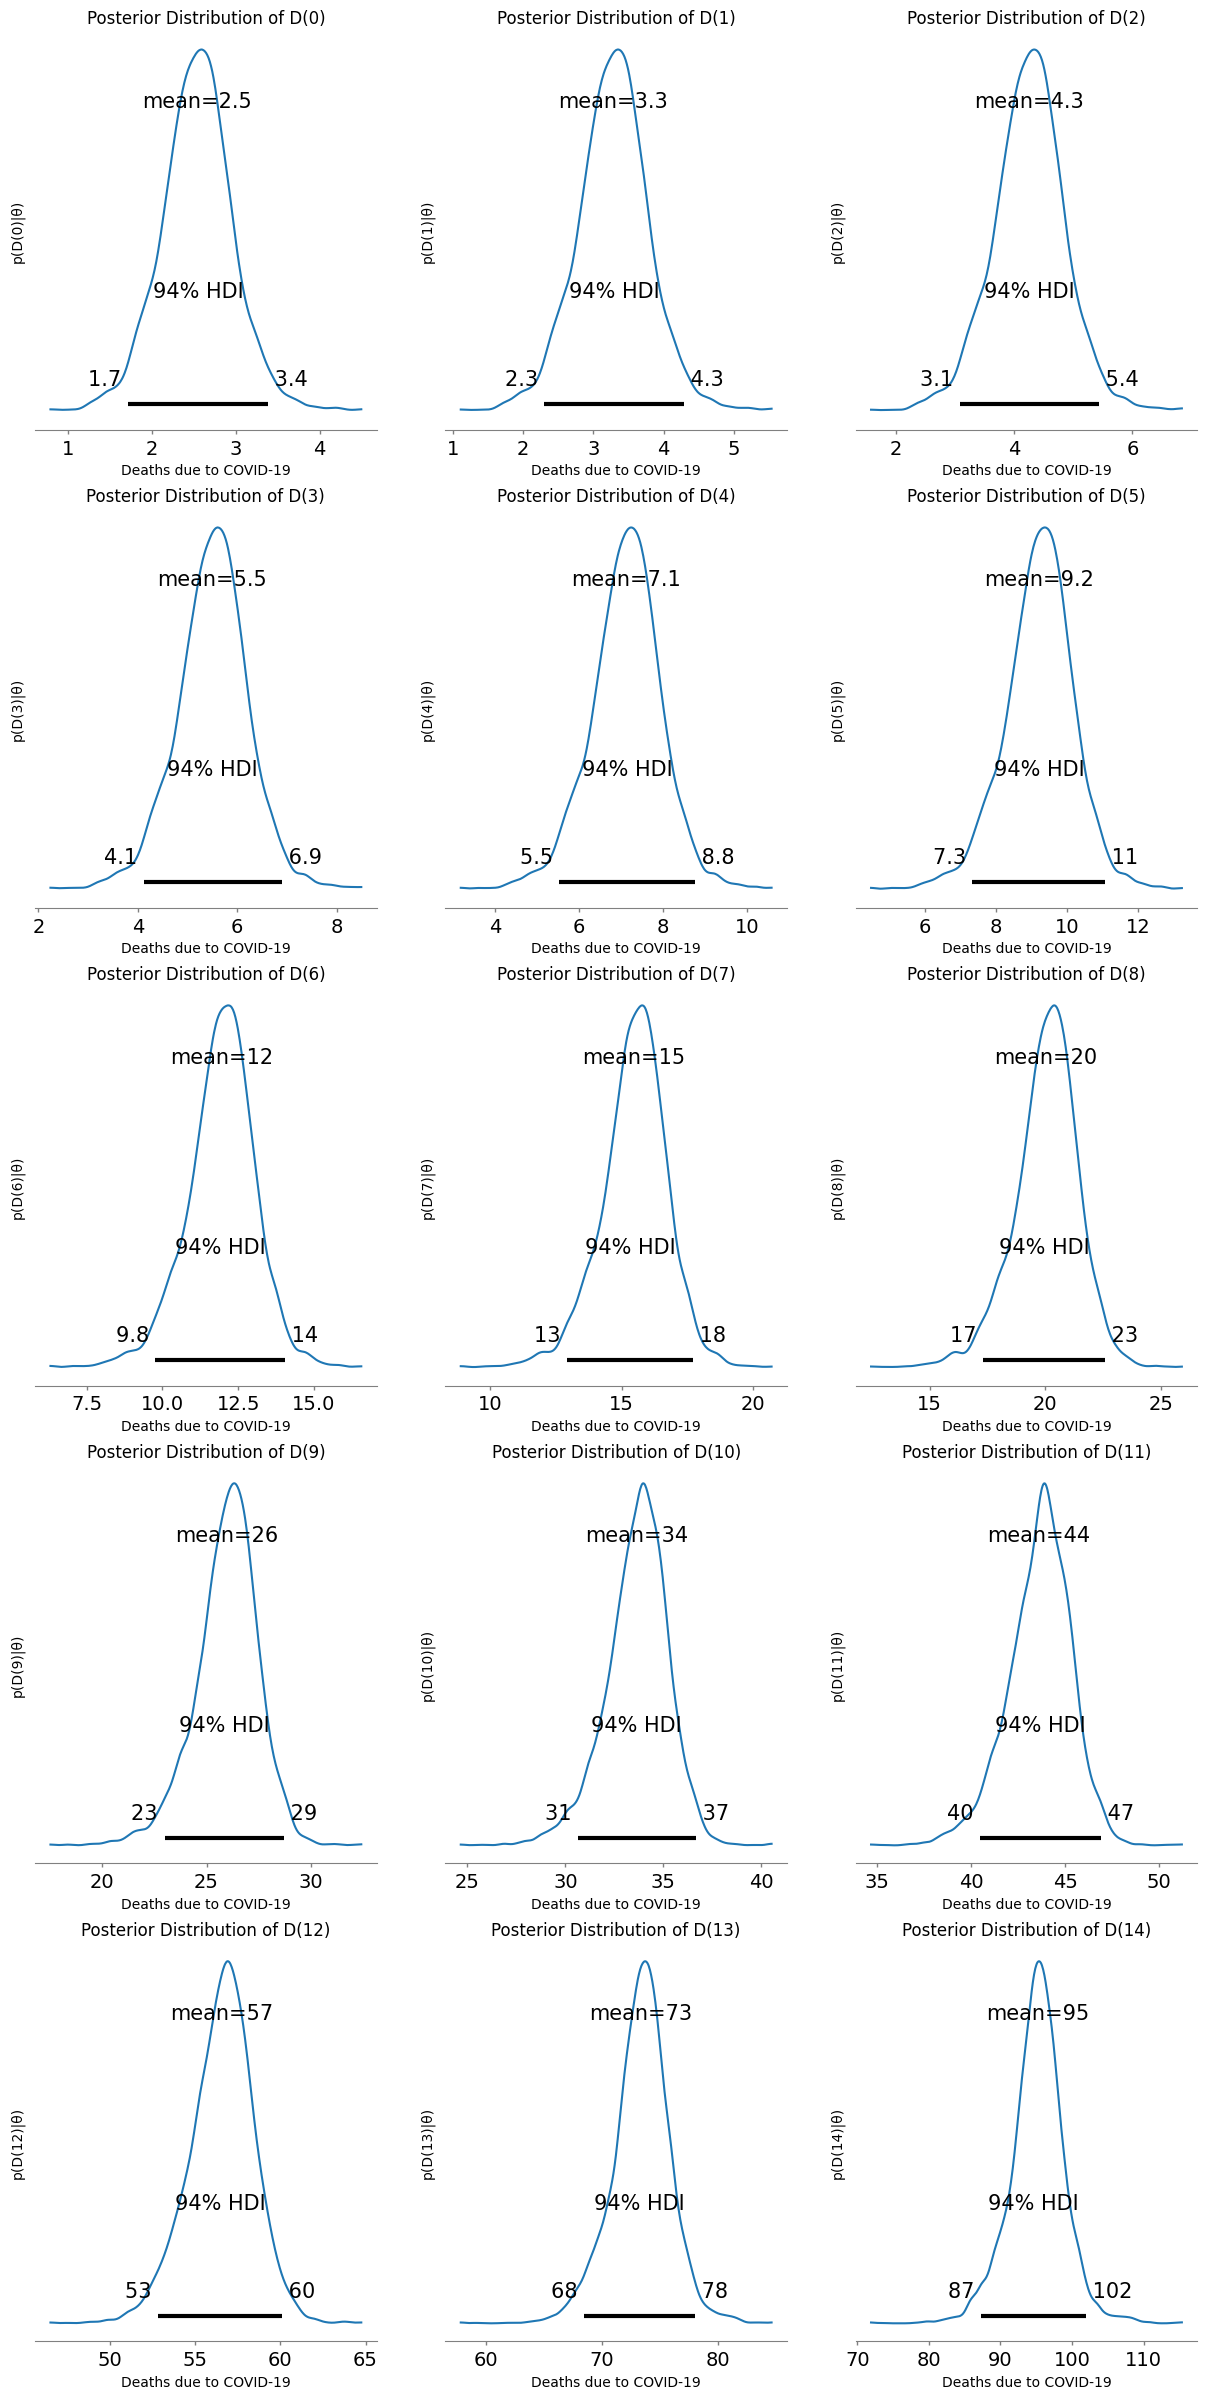 Posterior Distribution of D(0)
mean=2.5
94% HDI
1.7 3.4
p(D(0)|θ)
1 2 3 4
Deaths due to COVID-19
Posterior Distribution of D(1)
mean=3.3
94% HDI
2.3 4.3
p(D(1)|θ)
1 2 3 4 5
Deaths due to COVID-19
Posterior Distribution of D(2)
mean=4.3
94% HDI
3.1 5.4
p(D(2)|θ)
2 4 6
Deaths due to COVID-19
Posterior Distribution of D(3)
mean=5.5
94% HDI
4.1 6.9
p(D(3)|θ)
2 4 6 8
Deaths due to COVID-19
Posterior Distribution of D(4)
mean=7.1
94% HDI
5.5 8.8
p(D(4)|θ)
4 6 8 10
Deaths due to COVID-19
Posterior Distribution of D(5)
mean=9.2
94% HDI
7.3 11
p(D(5)|θ)
6 8 10 12
Deaths due to COVID-19
Posterior Distribution of D(6)
mean=12
94% HDI
9.8 14
p(D(6)|θ)
7.5 10.0 12.5 15.0
Deaths due to COVID-19
Posterior Distribution of D(7)
mean=15
94% HDI
13 18
p(D(7)|θ)
10 15 20
Deaths due to COVID-19
Posterior Distribution of D(8)
mean=20
94% HDI
17 23
p(D(8)|θ)
15 20 25
Deaths due to COVID-19
Posterior Distribution of D(9)
mean=26
94% HDI
23 29
p(D(9)|θ)
20 25 30
Deaths due to COVID-19
Posterior Distribution of D(10)
mean=34
94% HDI
31 37
p(D(10)|θ)
25 30 35 40
Deaths due to COVID-19
Posterior Distribution of D(11)
mean=44
94% HDI
40 47
p(D(11)|θ)
35 40 45 50
Deaths due to COVID-19
Posterior Distribution of D(12)
mean=57
94% HDI
53 60
p(D(12)|θ)
50 55 60 65
Deaths due to COVID-19
Posterior Distribution of D(13)
mean=73
94% HDI
68 78
p(D(13)|θ)
60 70 80
Deaths due to COVID-19
Posterior Distribution of D(14)
mean=95
94% HDI
87 102
p(D(14)|θ)
70 80 90 100 110
Deaths due to COVID-19